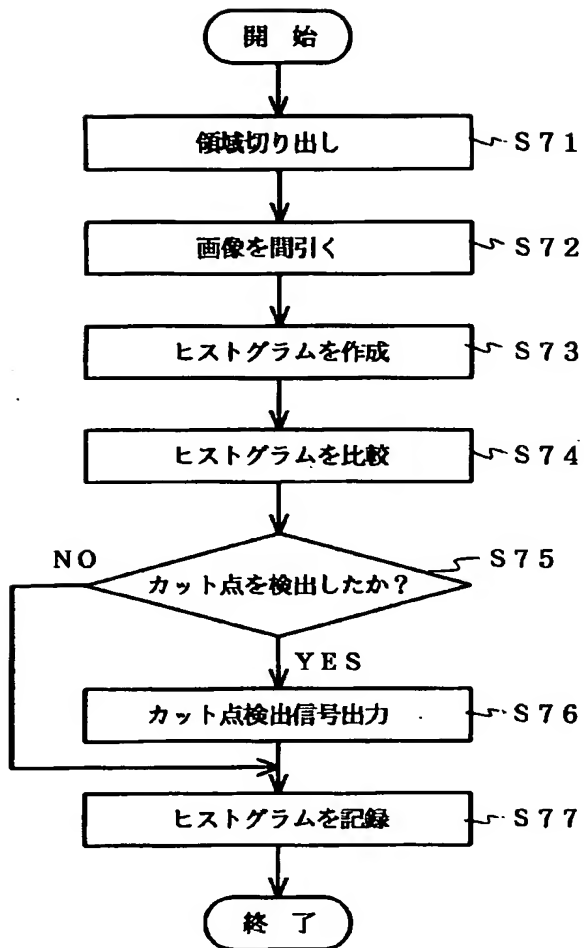 開 始
領域切り出し
S71
画像を間引く
S72
ヒストグラムを作成
S73
ヒストグラムを比較
S74
カット点を検出したか?
S75
NO
YES
カット点検出信号出力
S76
ヒストグラムを記録
S77
終 了